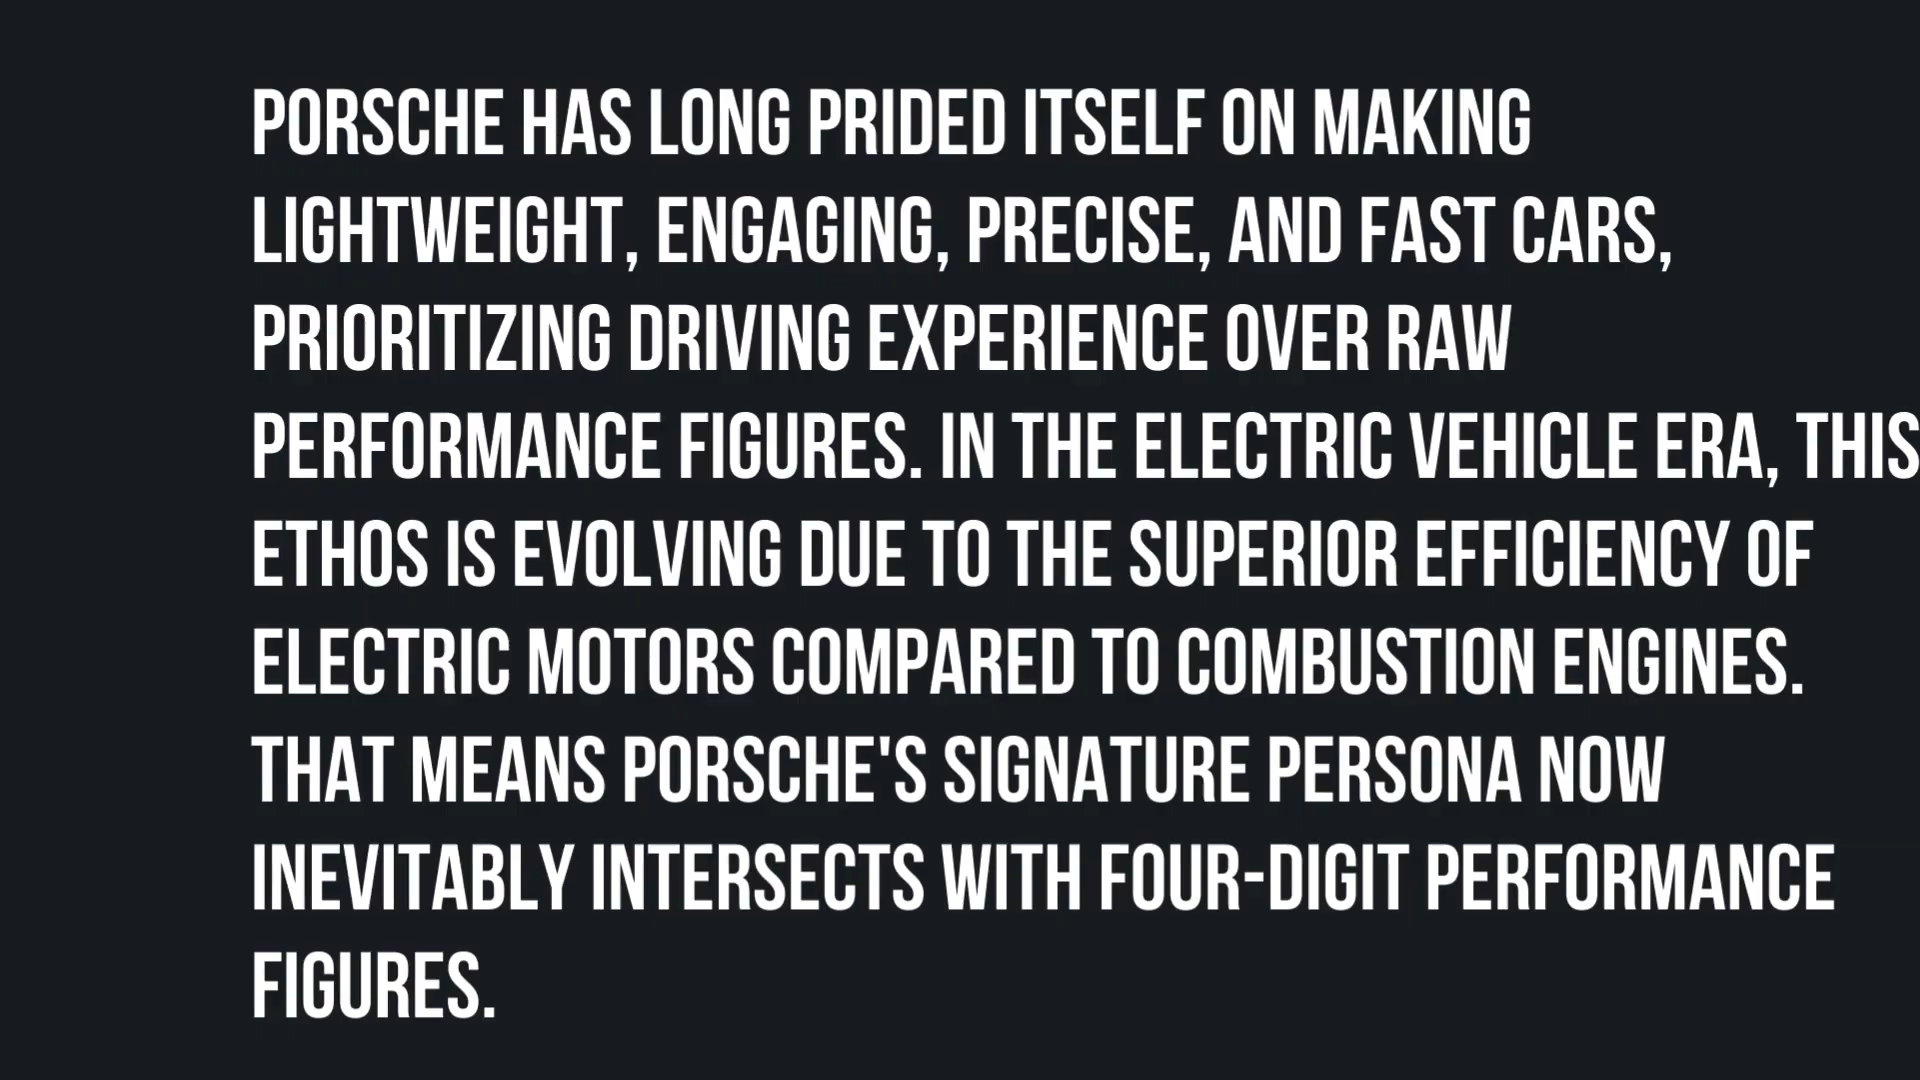 PORSCHE HAS LONG PRIDED ITSELF ON MAKING
LIGHTWEIGHT, ENGAGING, PRECISE, AND FAST CARS,
PRIORITIZING DRIVING EXPERIENCE OVER RAW
PERFORMANCE FIGURES. IN THE ELECTRIC VEHICLE ERA, THIS
ETHOS IS EVOLVING DUE TO THE SUPERIOR EFFICIENCY OF
ELECTRIC MOTORS COMPARED TO COMBUSTION ENGINES.
THAT MEANS PORSCHE'S SIGNATURE PERSONA NOW
INEVITABLY INTERSECTS WITH FOUR-DIGIT PERFORMANCE
FIGURES.